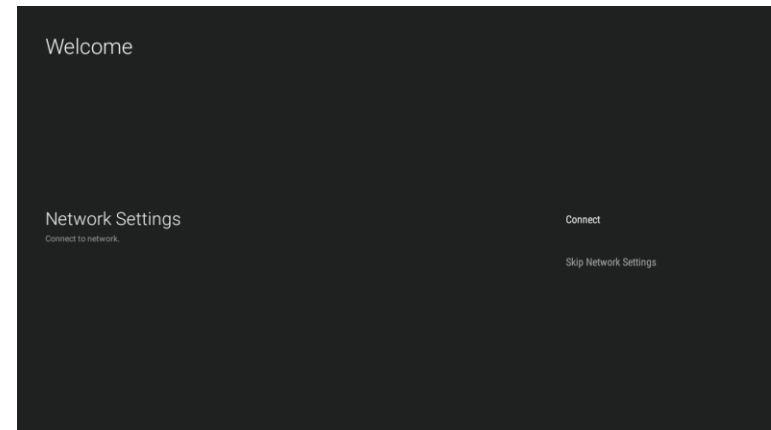 Welcome
Network Settings
Connect to network.
Connect
Skip Network Settings